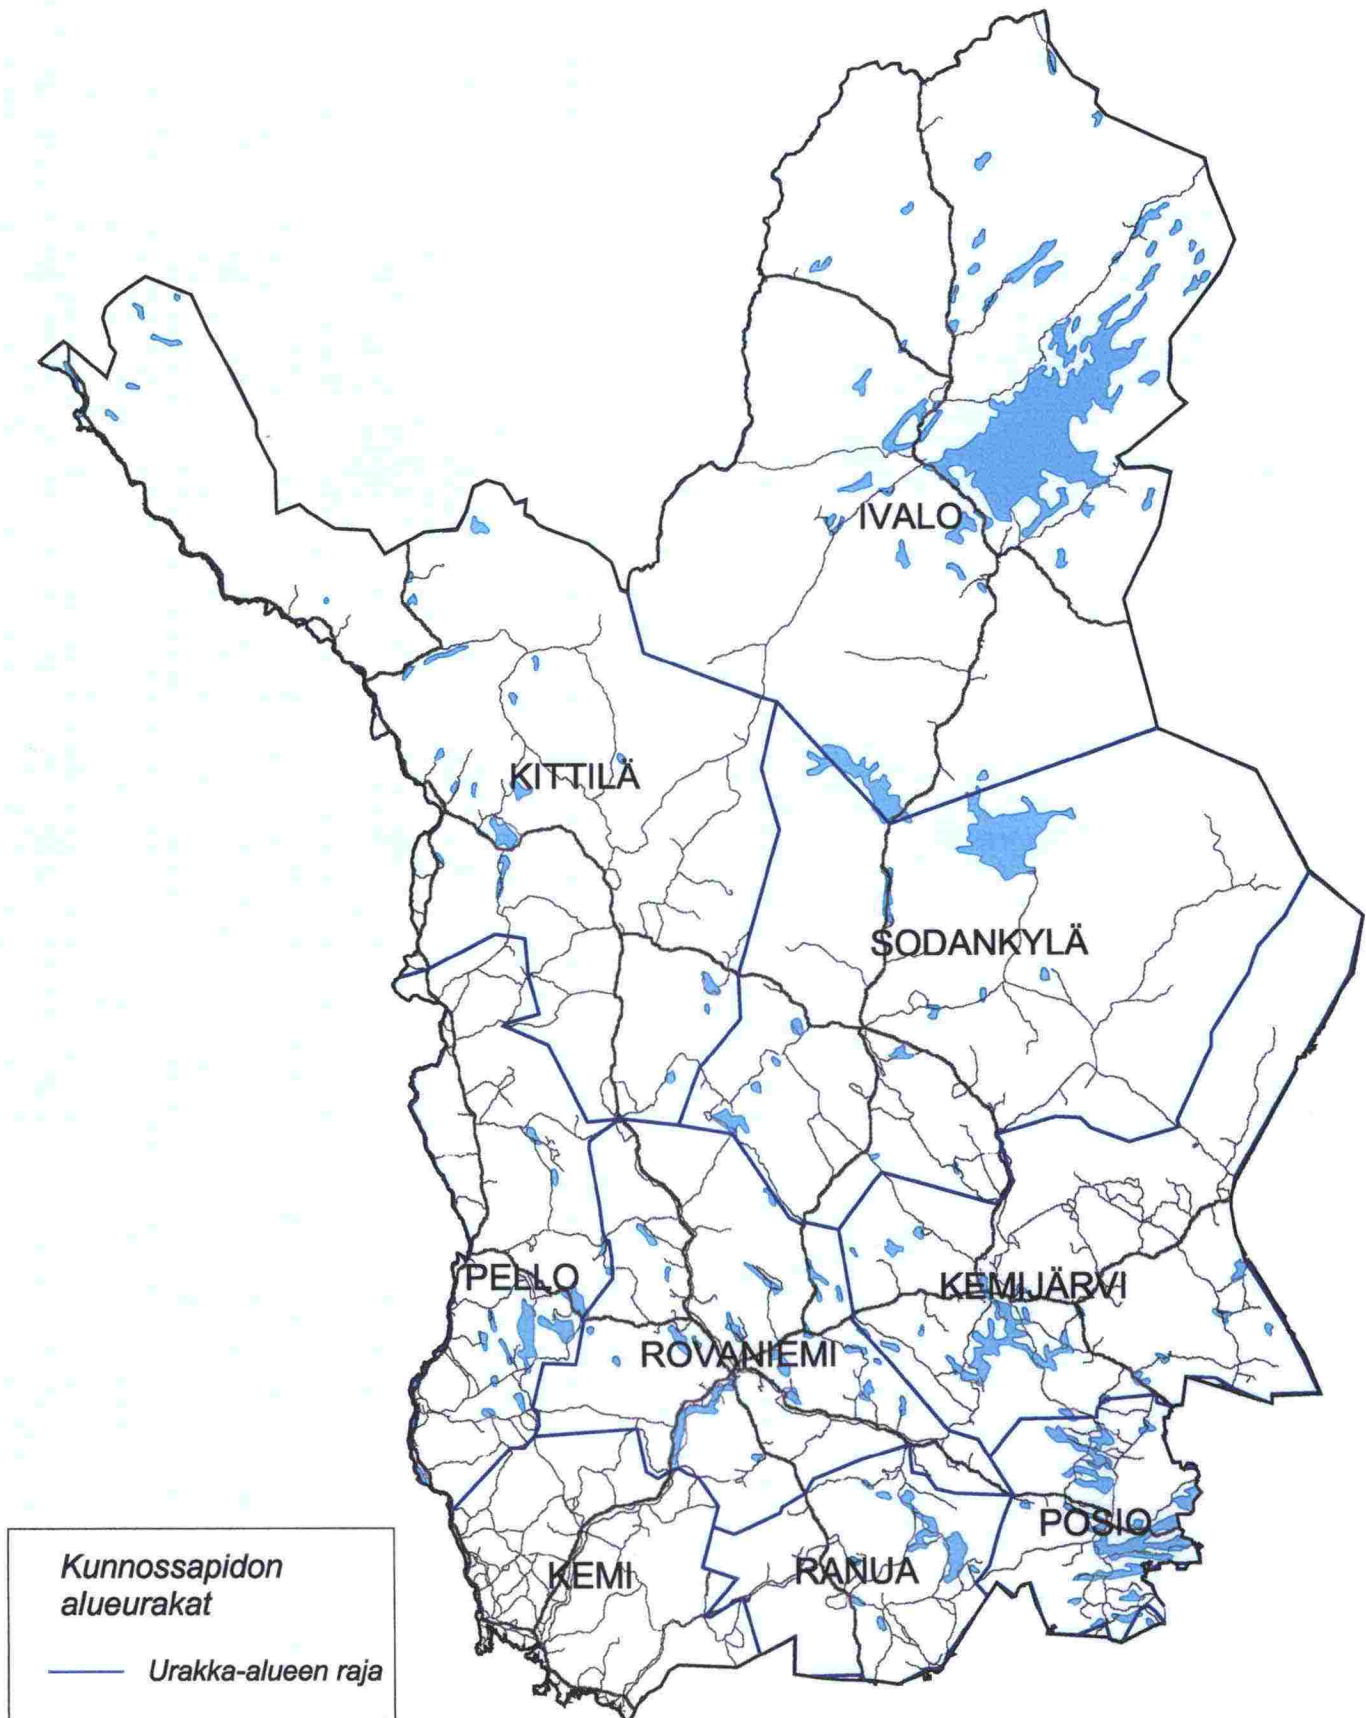 IVALO
KITTILÄ
SODANKYLÄ
PELLO
KEMIJÄRVI
ROVANIEMI
POSIO
KEMI
RANUA
Kunnossapidon
alueurakat
Urakka-alueen raja